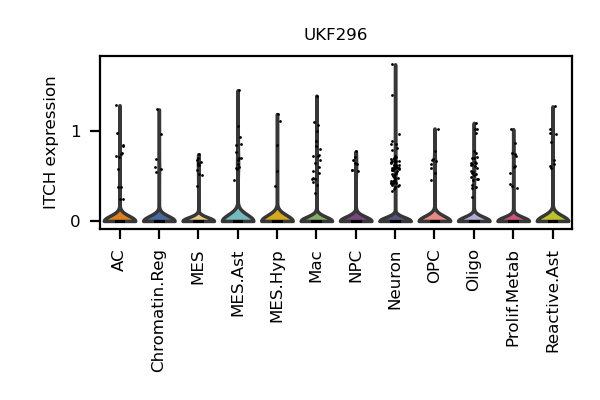 UKF296
ITCH expression
1
0
AC
Chromatin.Reg
MES
MES.Ast
MES.Hyp
Mac
NPC
Neuron
OPC
Oligo
Prolif.Metab
Reactive.Ast